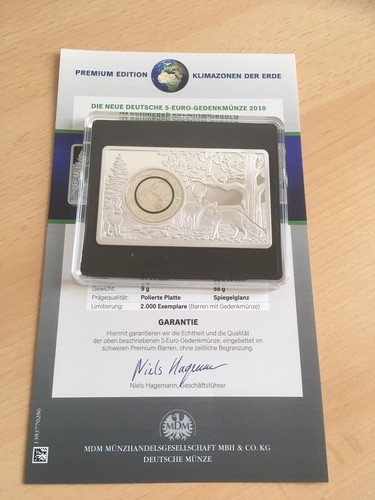 PREMIUM EDITION KLIMAZONEN DER ERDE
DIE NEUE DEUTSCHE 5-EURO-GEDENKMÜNZE 2019
Gewicht: 9 g 58 g
Prägequalität: Polierte Platte Spiegelglanz
Limitierung: 2.000 Exemplare (Barren mit Gedenkmünze)
GARANTIE
Hiermit garantieren wir die Echtheit und die Qualität
der oben beschriebenen 5-Euro-Gedenkmünze, eingebettet im
schweren Premium-Barren, ohne zeitliche Begrenzung.
Niels Hagemann
Niels Hagemann, Geschäftsführer
MDM
MDM MÜNZHANDELSGESELLSCHAFT MBH & CO. KG
DEUTSCHE MÜNZE